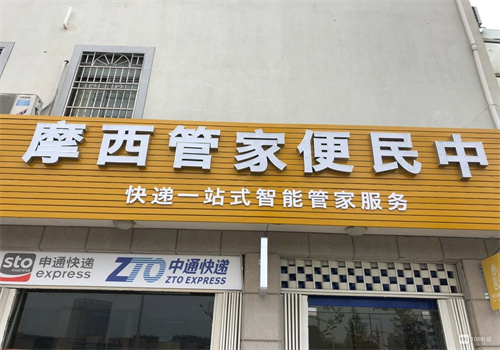 摩西管家便民中
快递一站式智能管家服务
sto express
申通快递
express
ZTO 中通快递
ZTO EXPRESS